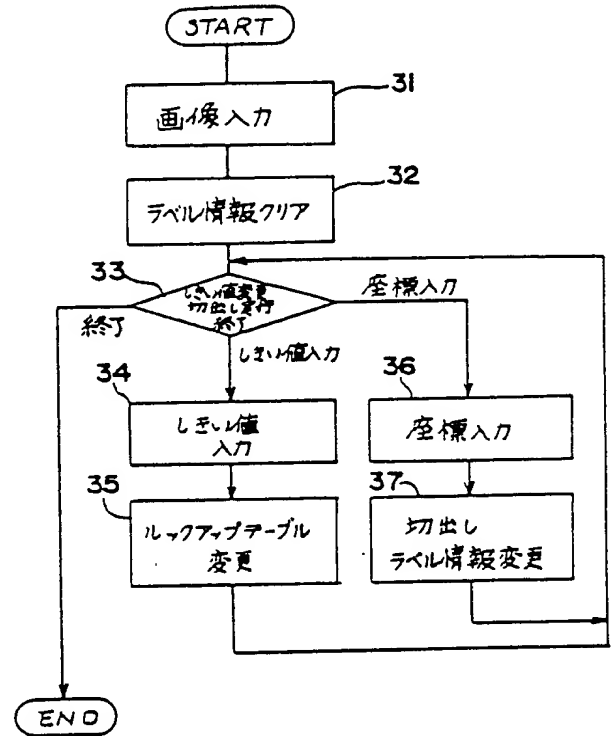 START
31
画像入力
32
ラベル情報クリア
33
しきい値変更
切出し実行
終了
座標入力
終了
しきい値入力
34
しきい値
入力
36
座標入力
35
ルックアップテーブル
変更
37
切出し
ラベル情報変更
END